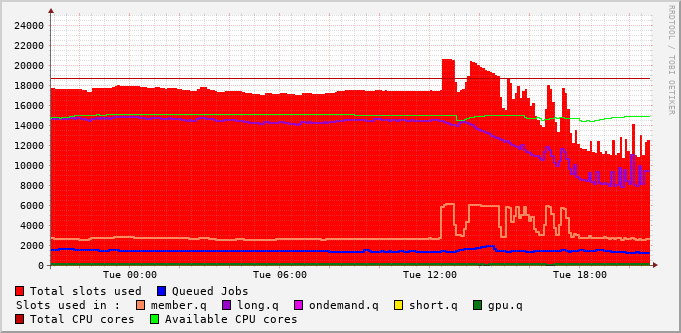 RRDTOOL / TOBI OETIKER
24000
22000
20000
18000
16000
14000
12000
10000
8000
6000
4000
2000
0
Tue 00:00 Tue 06:00 Tue 12:00 Tue 18:00
Total slots used Queued Jobs
Slots used in : member.q long.q ondemand.q short.q gpu.q
Total CPU cores Available CPU cores